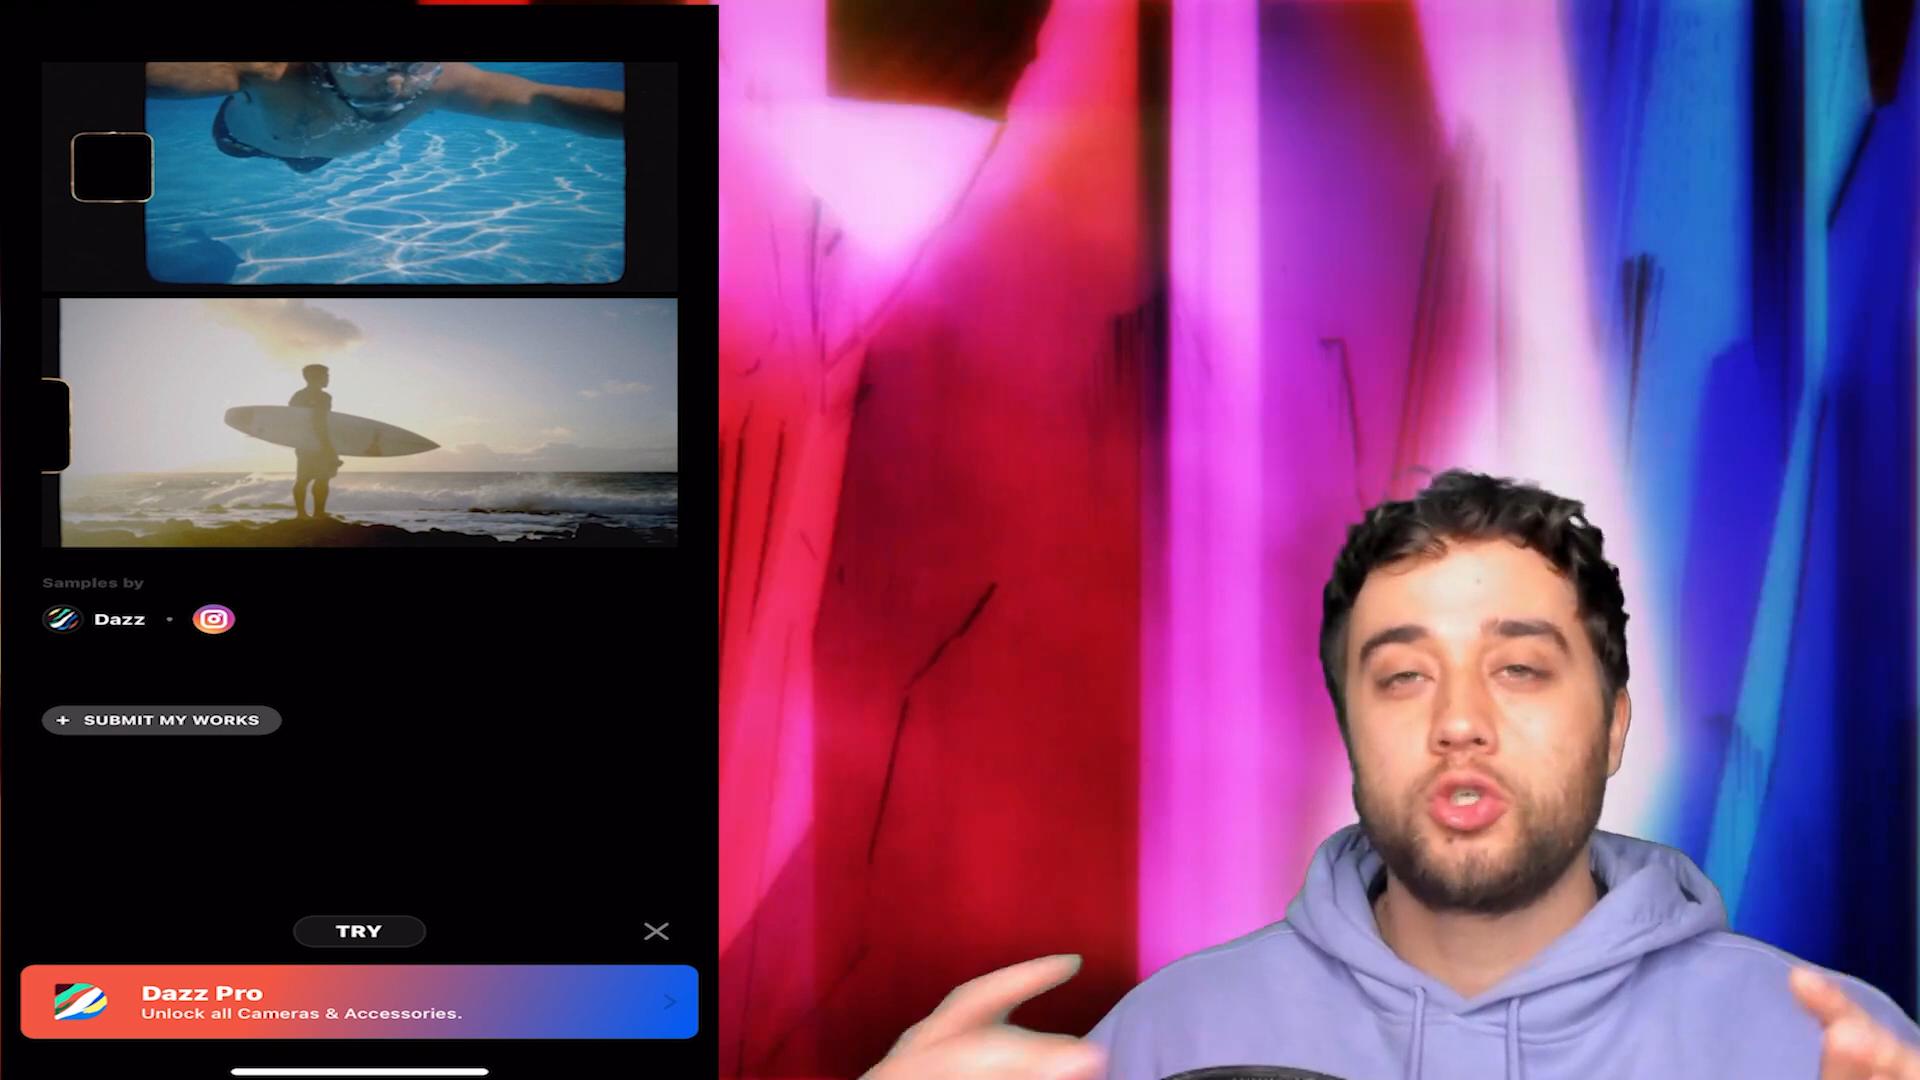 Samples by
Dazz
+ SUBMIT MY WORKS
TRY
Dazz Pro
Unlock all Cameras & Accessories.